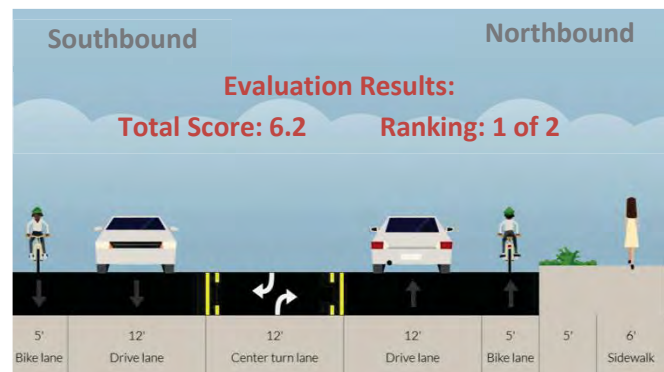 Southbound
Northbound
Evaluation Results:
Total Score: 6.2 Ranking: 1 of 2
5' 12' 12' 12' 5' 5' 6'
Bike lane Drive lane Center turn lane Drive lane Bike lane Sidewalk